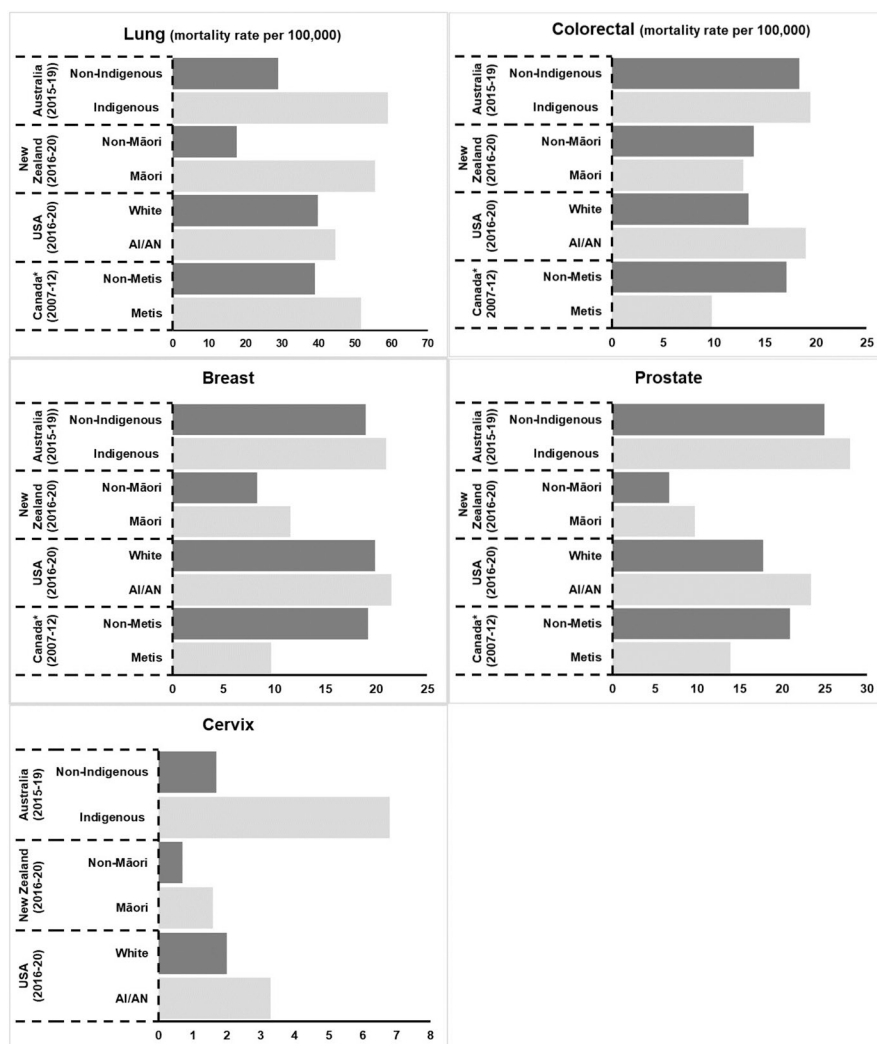 Lung (mortality rate per 100,000)
Australia
(2015-19))
Non-Indigenous
Indigenous
New
Zealand
(2016-20)
Non-Māori
Māori
USA
(2016-20)
White
AI/AN
Canada*
(2007-12)
Non-Metis
Metis
0 10 20 30 40 50 60 70
Colorectal (mortality rate per 100,000)
Australia
(2015-19))
Non-Indigenous
Indigenous
New
Zealand
(2016-20)
Non-Māori
Māori
USA
(2016-20)
White
AI/AN
Canada*
2007-12)
Non-Metis
Metis
0 5 10 15 20 25
Breast
Australia
(2015-19))
Non-Indigenous
Indigenous
New
Zealand
(2016-20)
Non-Māori
Māori
USA
(2016-20)
White
AI/AN
Canada*
(2007-12)
Non-Metis
Metis
0 5 10 15 20 25
Prostate
Australia
(2015-19))
Non-Indigenous
Indigenous
New
Zealand
(2016-20)
Non-Māori
Māori
USA
(2016-20)
White
AI/AN
Canada*
(2007-12)
Non-Metis
Metis
0 5 10 15 20 25 30
Cervix
Australia
(2015-19)
Non-Indigenous
Indigenous
New Zealand
(2016-20)
Non-Māori
Māori
USA
(2016-20)
White
AI/AN
0 1 2 3 4 5 6 7 8